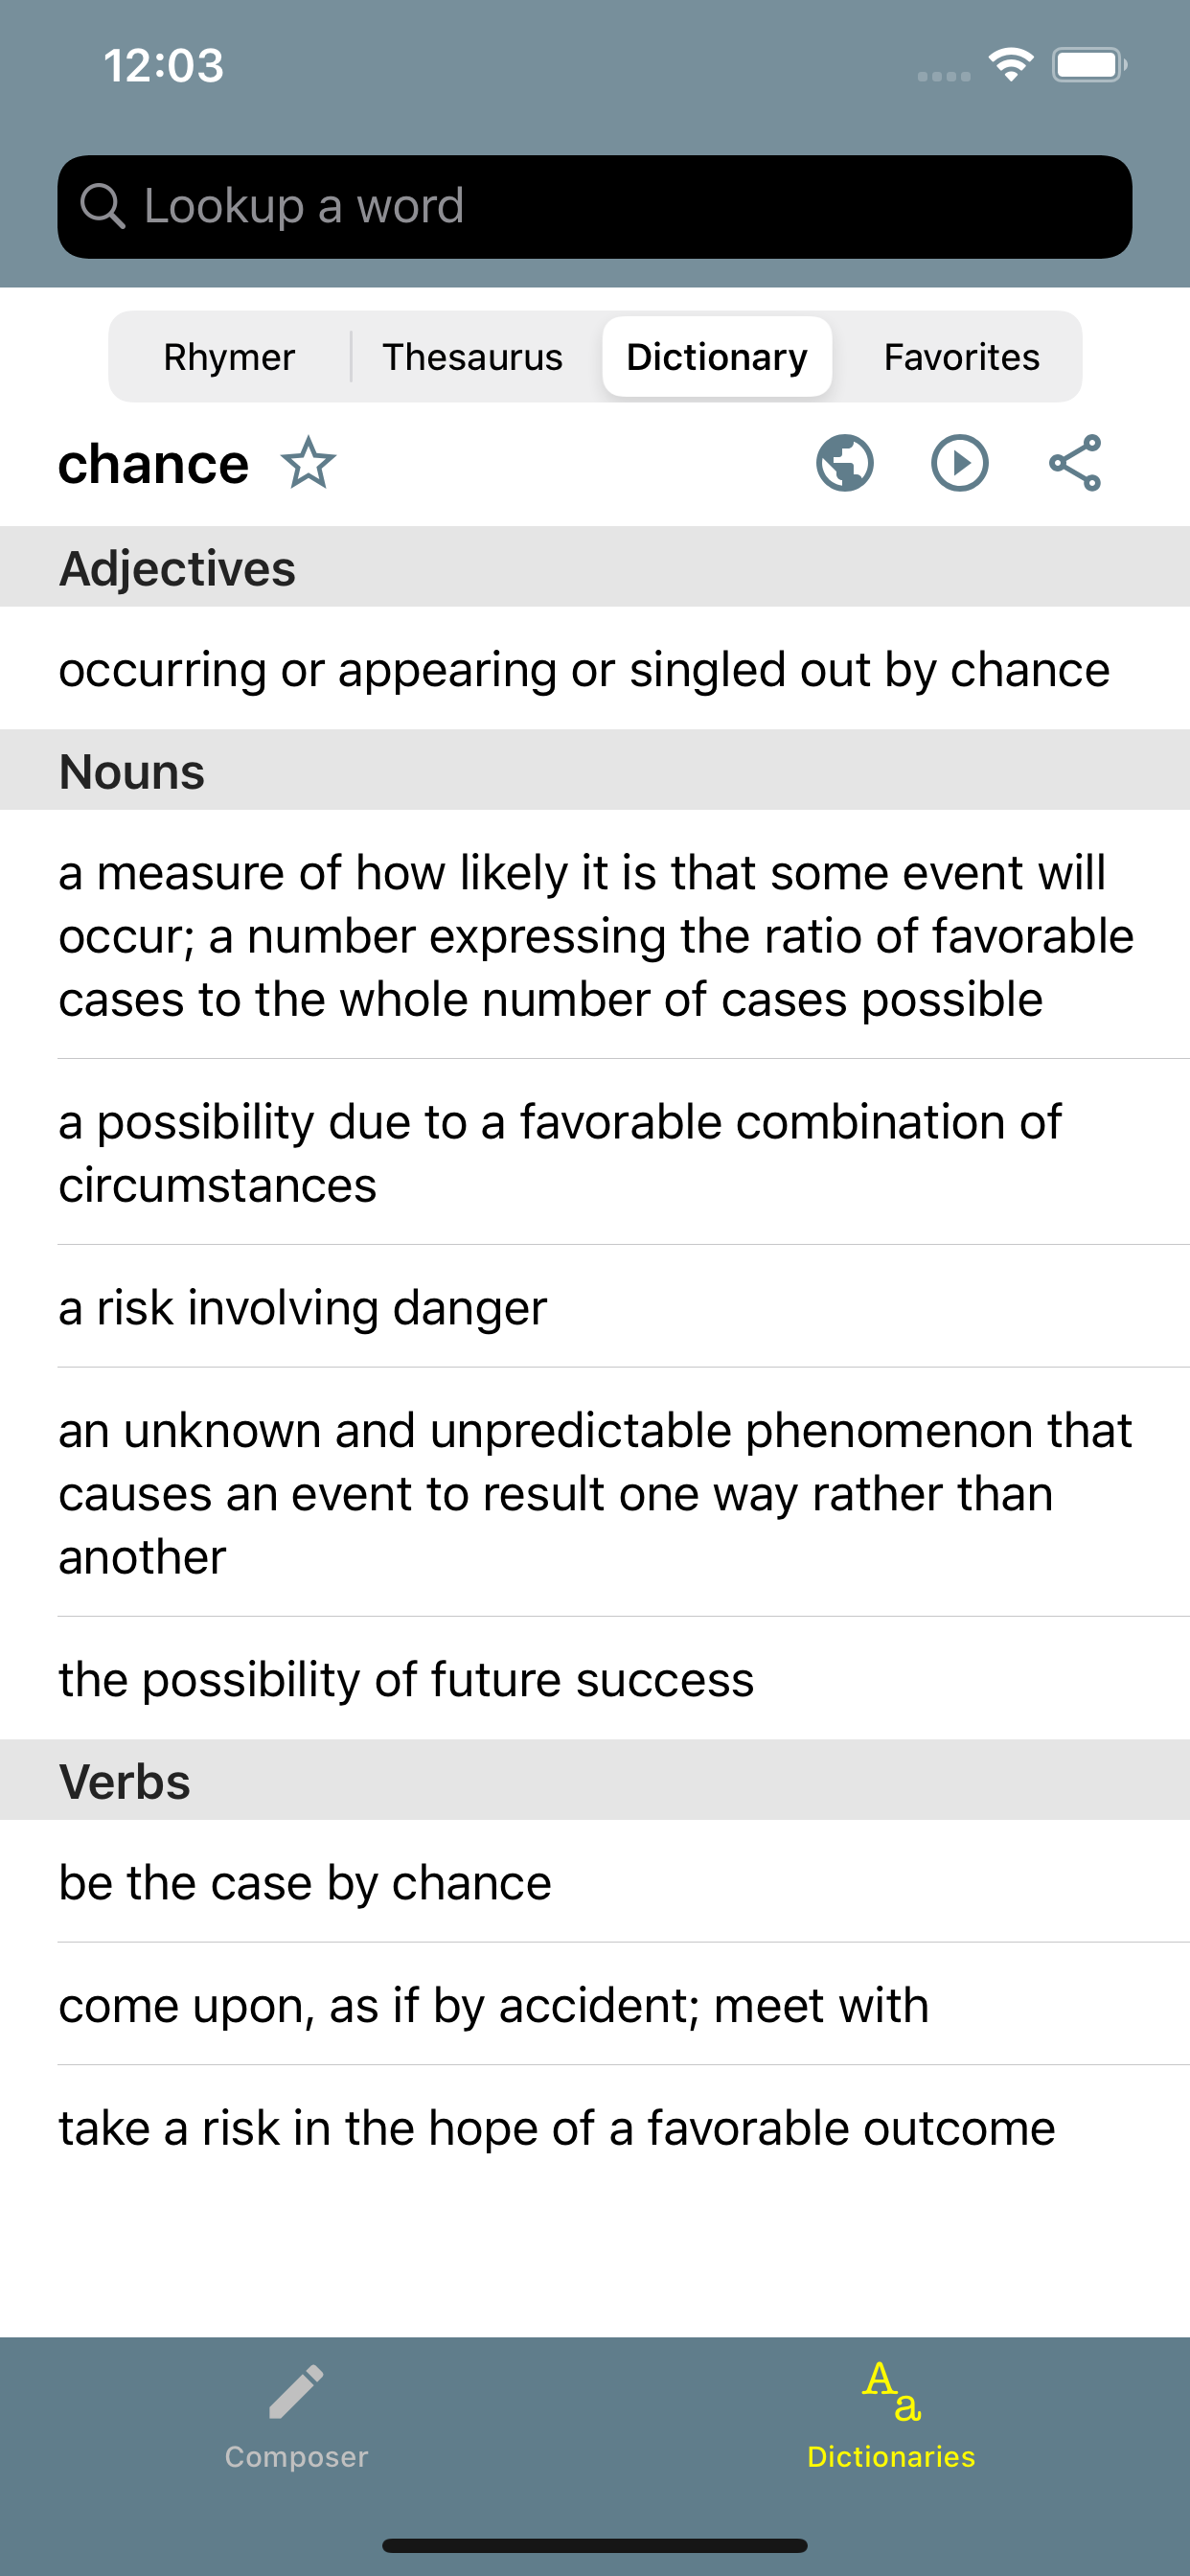 12:03
Lookup a word
Rhymer
Thesaurus
Dictionary
Favorites
chance
Adjectives
occurring or appearing or singled out by chance
Nouns
a measure of how likely it is that some event will
occur; a number expressing the ratio of favorable
cases to the whole number of cases possible
a possibility due to a favorable combination of
circumstances
a risk involving danger
an unknown and unpredictable phenomenon that
causes an event to result one way rather than
another
the possibility of future success
Verbs
be the case by chance
come upon, as if by accident; meet with
take a risk in the hope of a favorable outcome
Aa
Composer
Dictionaries